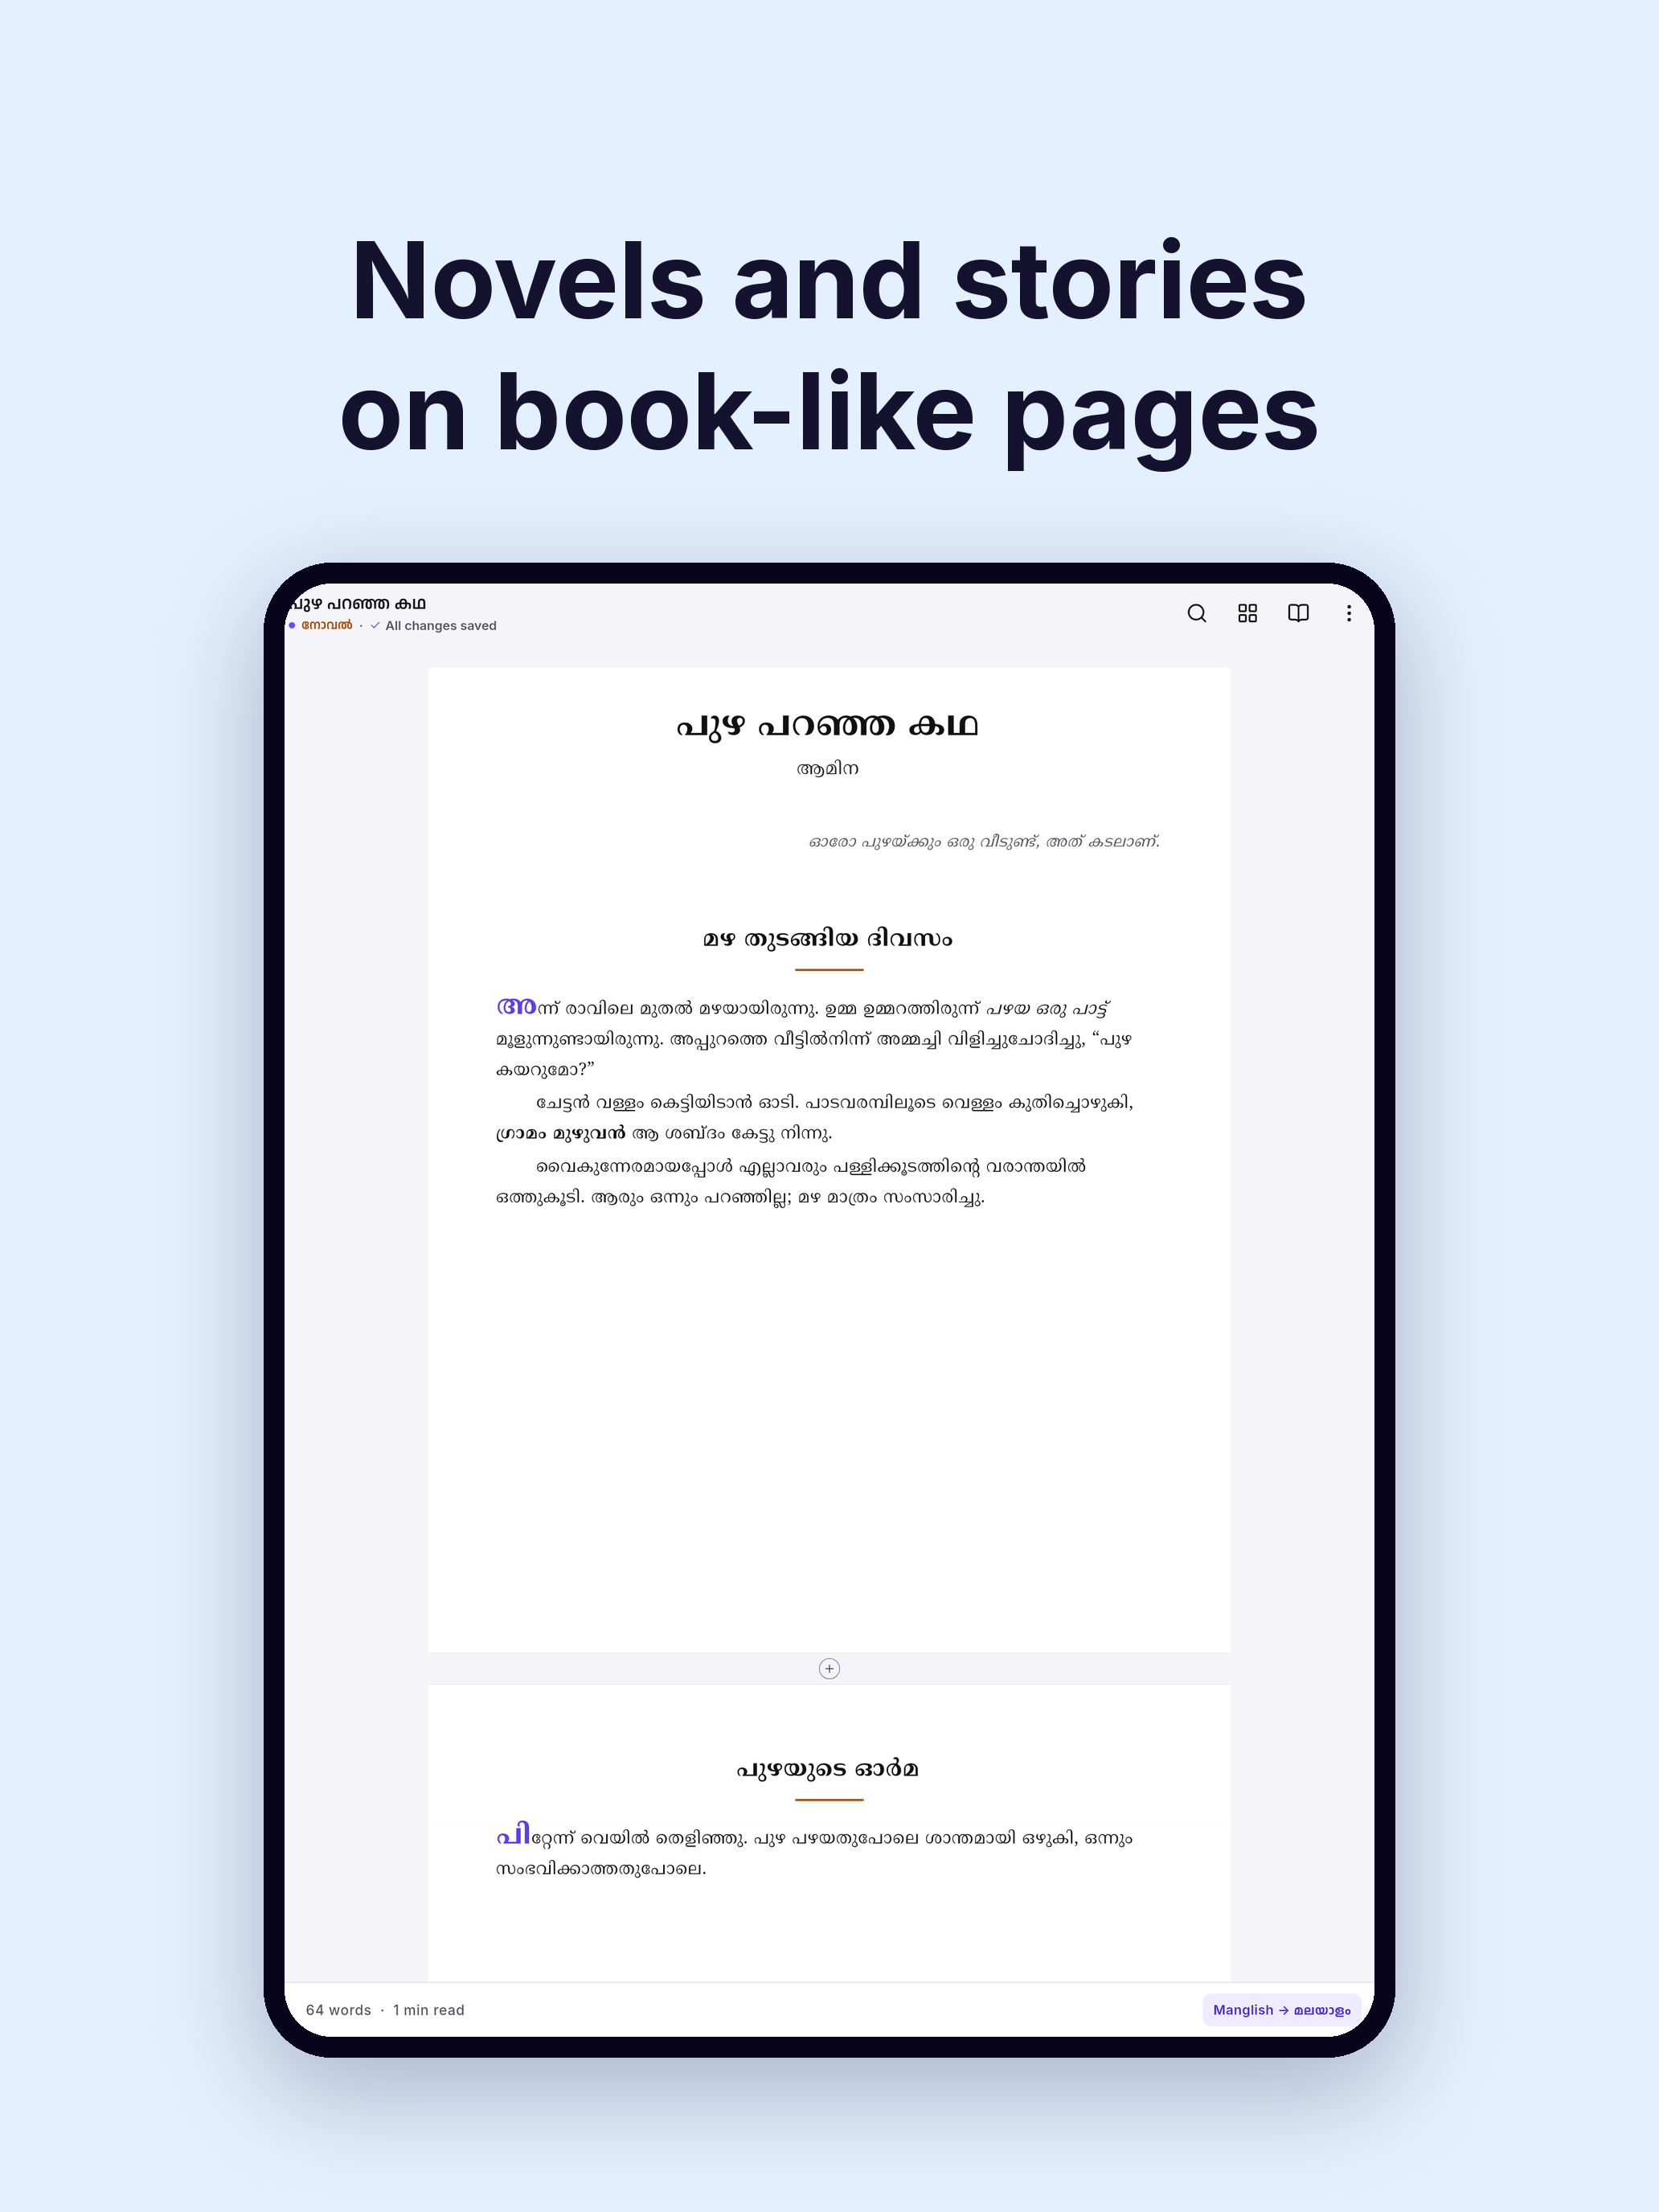 Novels and stories
on book-like pages
പുഴ പറഞ്ഞ കഥ
നോവൽ · ✓ All changes saved
പുഴ പറഞ്ഞ കഥ
ആമിന
ഓരോ പുഴയ്ക്കും ഒരു വീടുണ്ട്, അത് കടലാണ്.
മഴ തുടങ്ങിയ ദിവസം
അന്ന് രാവിലെ മുതൽ മഴയായിരുന്നു. ഉമ്മ ഉമ്മറത്തിരുന്ന് പഴയ ഒരു പാട്ട്
മൂളുന്നുണ്ടായിരുന്നു. അപ്പുറത്തെ വീട്ടിൽനിന്ന് അമ്മച്ചി വിളിച്ചുചോദിച്ചു, “പുഴ
കയറുമോ?”
ചേട്ടൻ വള്ളം കെട്ടിയിടാൻ ഓടി. പാടവരമ്പിലൂടെ വെള്ളം കുതിച്ചൊഴുകി,
ഗ്രാമം മുഴുവൻ ആ ശബ്ദം കേട്ടു നിന്നു.
വൈകുന്നേരമായപ്പോൾ എല്ലാവരും പള്ളിക്കൂടത്തിന്റെ വരാന്തയിൽ
ഒത്തുകൂടി. ആരും ഒന്നും പറഞ്ഞില്ല; മഴ മാത്രം സംസാരിച്ചു.
പുഴയുടെ ഓർമ
പിറ്റേന്ന് വെയിൽ തെളിഞ്ഞു. പുഴ പഴയതുപോലെ ശാന്തമായി ഒഴുകി, ഒന്നും
സംഭവിക്കാത്തതുപോലെ.
64 words · 1 min read
Manglish → മലയാളം